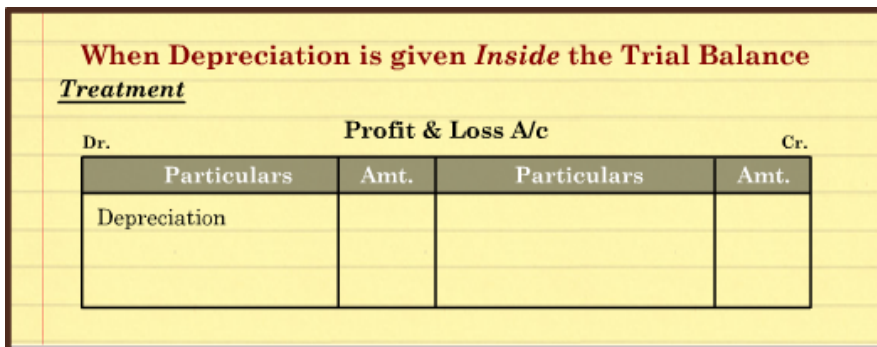 When Depreciation is given Inside the Trial Balance
Treatment
Profit & Loss A/c
Dr. Cr.
Particulars Amt. Particulars Amt.
Depreciation